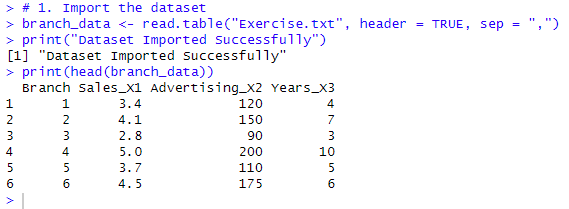 > # 1. Import the dataset
> branch_data <- read.table("Exercise.txt", header = TRUE, sep = ",")
> print("Dataset Imported Successfully")
[1] "Dataset Imported Successfully"
> print(head(branch_data))
  Branch Sales_X1 Advertising_X2 Years_X3
1      1      3.4            120        4
2      2      4.1            150        7
3      3      2.8             90        3
4      4      5.0            200       10
5      5      3.7            110        5
6      6      4.5            175        6
>